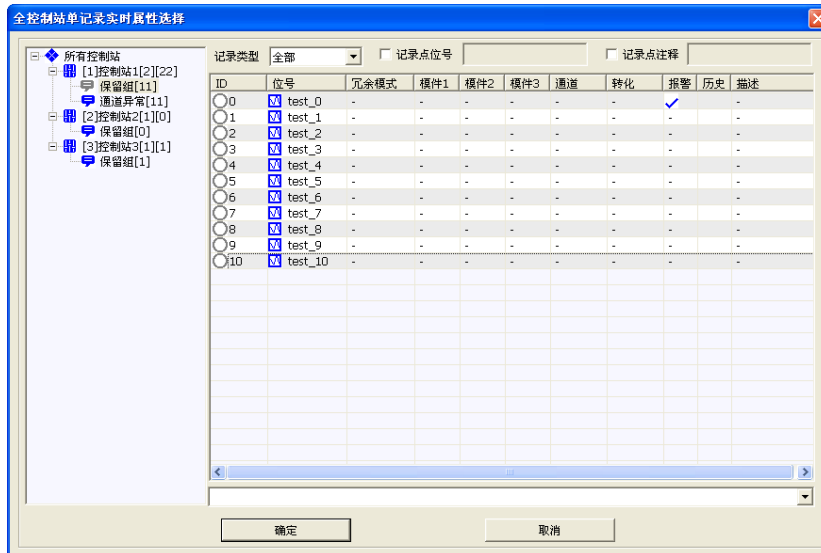 全控制站单记录实时属性选择
所有控制站
[1]控制站1[2][22]
保留组[11]
通道异常[11]
[2]控制站2[1][0]
保留组[0]
[3]控制站3[1][1]
保留组[1]
记录类型 全部 记录点位号 记录点注释
ID 位号 冗余模式 模件1 模件2 模件3 通道 转化 报警 历史 描述
0 test_0 - - - - - - -
1 test_1 - - - - - - - -
2 test_2 - - - - - - - -
3 test_3 - - - - - - - -
4 test_4 - - - - - - - -
5 test_5 - - - - - - - -
6 test_6 - - - - - - - -
7 test_7 - - - - - - - -
8 test_8 - - - - - - - -
9 test_9 - - - - - - - -
10 test_10 - - - - - - - -
确定 取消